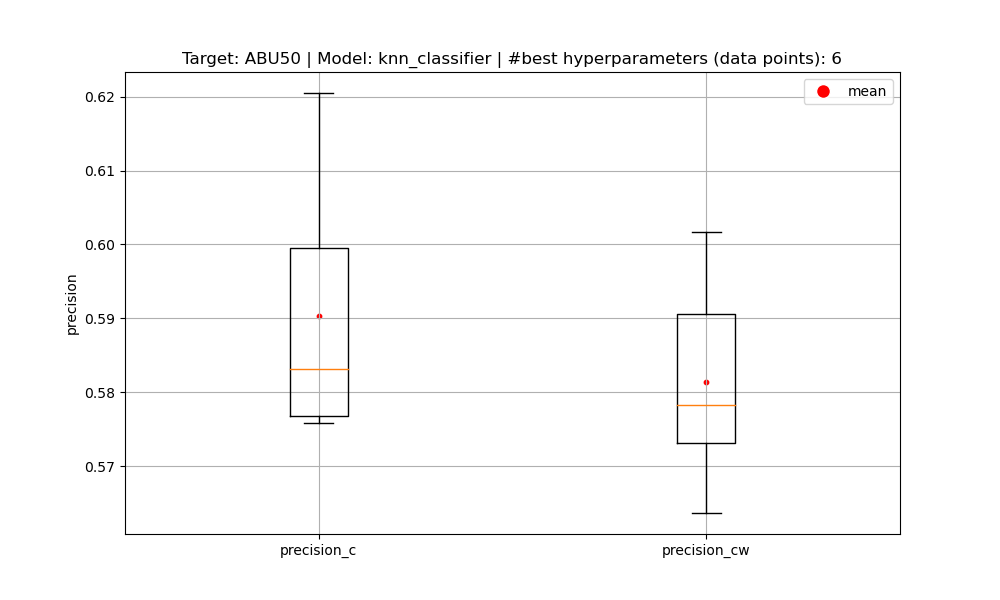 Target: ABU50 | Model: knn_classifier | #best hyperparameters (data points): 6
mean
0.62
0.61
0.60
0.59
0.58
0.57
precision
precision_c
precision_cw